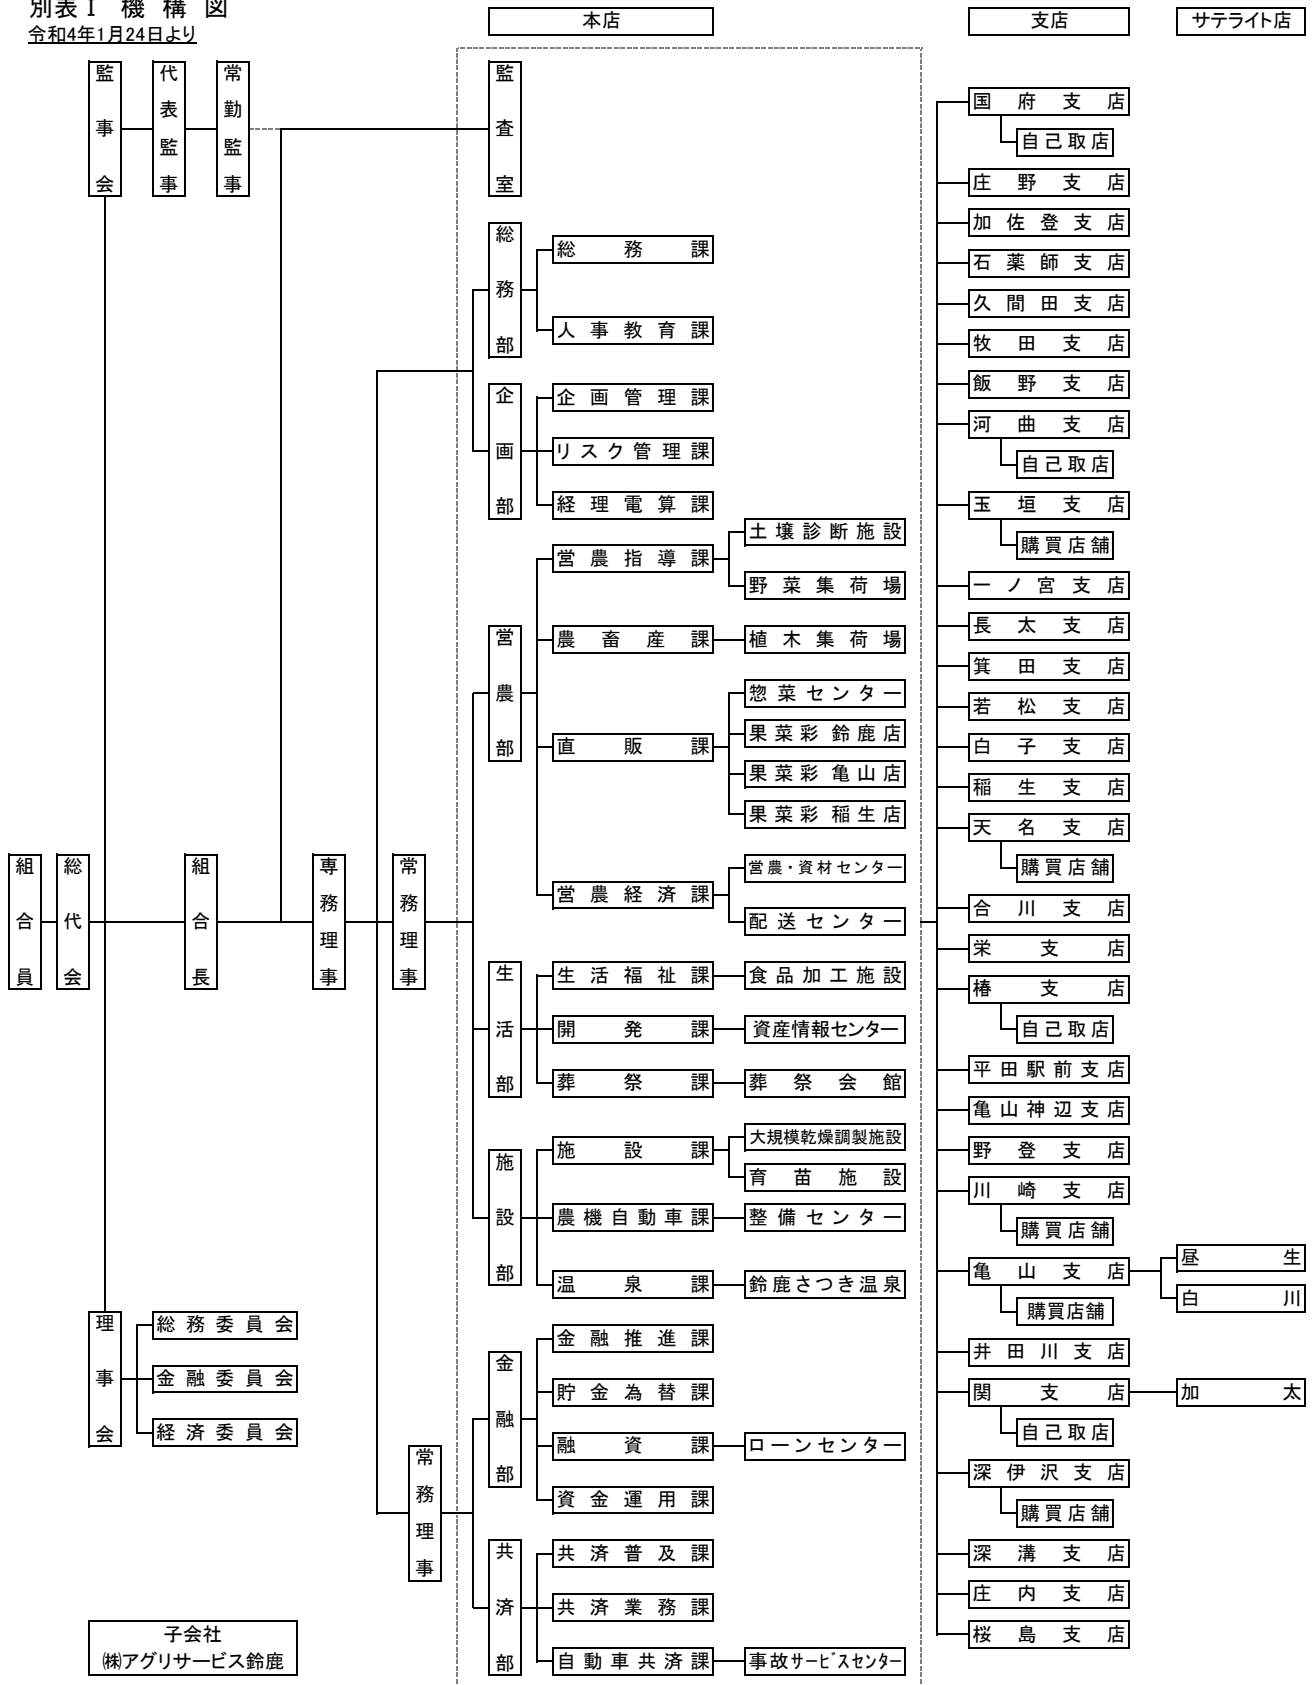 別表Ⅰ 機構図
令和4年1月24日より
本店
支店
サテライト店
監事会
代表監事
常勤監事
組合員
総代会
組合長
専務理事
常務理事
理事会
総務委員会
金融委員会
経済委員会
常務理事
子会社
㈱アグリサービス鈴鹿
監査室
総務部
総務課
人事教育課
企画部
企画管理課
リスク管理課
経理電算課
営農部
営農指導課
土壌診断施設
野菜集荷場
農畜産課
植木集荷場
直販課
惣菜センター
果菜彩 鈴鹿店
果菜彩 亀山店
果菜彩 稲生店
営農経済課
営農・資材センター
配送センター
生活部
生活福祉課
食品加工施設
開発課
資産情報センター
葬祭課
葬祭会館
施設部
施設課
大規模乾燥調製施設
育苗施設
農機自動車課
整備センター
温泉課
鈴鹿さつき温泉
金融部
金融推進課
貯金為替課
融資課
ローンセンター
資金運用課
共済部
共済普及課
共済業務課
自動車共済課
事故サービスセンター
国府支店
自己取店
庄野支店
加佐登支店
石薬師支店
久間田支店
牧田支店
飯野支店
河曲支店
自己取店
玉垣支店
購買店舗
一ノ宮支店
長太支店
箕田支店
若松支店
白子支店
稲生支店
天名支店
購買店舗
合川支店
栄支店
椿支店
自己取店
平田駅前支店
亀山神辺支店
野登支店
川崎支店
購買店舗
亀山支店
昼生
白川
購買店舗
井田川支店
関支店
加太
自己取店
深伊沢支店
購買店舗
深溝支店
庄内支店
桜島支店